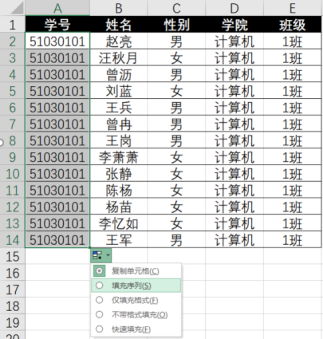 A B C D E
1 学号 姓名 性别 学院 班级
2 51030101 赵亮 男 计算机 1班
3 51030101 汪秋月 女 计算机 1班
4 51030101 曾沥 男 计算机 1班
5 51030101 刘蓝 女 计算机 1班
6 51030101 王兵 男 计算机 1班
7 51030101 曾冉 男 计算机 1班
8 51030101 王岗 男 计算机 1班
9 51030101 李萧萧 女 计算机 1班
10 51030101 张静 女 计算机 1班
11 51030101 陈杨 女 计算机 1班
12 51030101 杨苗 女 计算机 1班
13 51030101 李忆如 女 计算机 1班
14 51030101 王军 男 计算机 1班
15
16 复制单元格(C)
17 填充序列(S)
18 仅填充格式(F)
19 不带格式填充(O)
20 快速填充(F)